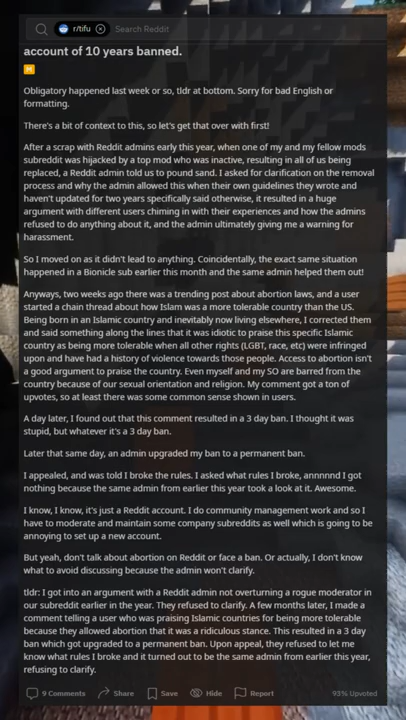 r/tifu
Search Reddit
account of 10 years banned.
Obligatory happened last week or so, tldr at bottom. Sorry for bad English or
formatting.
There's a bit of context to this, so let's get that over with first!
After a scrap with Reddit admins early this year, when one of my and my fellow mods
subreddit was hijacked by a top mod who was inactive, resulting in all of us being
replaced, a Reddit admin told us to pound sand. I asked for clarification on the removal
process and why the admin allowed this when their own guidelines they wrote and
haven't updated for two years specifically said otherwise, it resulted in a huge
argument with different users chiming in with their experiences and how the admins
refused to do anything about it, and the admin ultimately giving me a warning for
harassment.
So I moved on as it didn't lead to anything. Coincidentally, the exact same situation
happened in a Bionicle sub earlier this month and the same admin helped them out!
Anyways, two weeks ago there was a trending post about abortion laws, and a user
started a chain thread about how Islam was a more tolerable country than the US.
Being born in an Islamic country and inevitably now living elsewhere, I corrected them
and said something along the lines that it was idiotic to praise this specific Islamic
country as being more tolerable when all other rights (LGBT, race, etc) were infringed
upon and have had a history of violence towards those people. Access to abortion isn't
a good argument to praise the country. Even myself and my SO are barred from the
country because of our sexual orientation and religion. My comment got a ton of
upvotes, so at least there was some common sense shown in users.
A day later, I found out that this comment resulted in a 3 day ban. I thought it was
stupid, but whatever it's a 3 day ban.
Later that same day, an admin upgraded my ban to a permanent ban.
I appealed, and was told I broke the rules. I asked what rules I broke, annnnnd I got
nothing because the same admin from earlier this year took a look at it. Awesome.
I know, I know, it's just a Reddit account. I do community management work and so I
have to moderate and maintain some company subreddits as well which is going to be
annoying to set up a new account.
But yeah, don't talk about abortion on Reddit or face a ban. Or actually, I don't know
what to avoid discussing because the admin won't clarify.
tldr: I got into an argument with a Reddit admin not overturning a rogue moderator in
our subreddit earlier in the year. They refused to clarify. A few months later, I made a
comment telling a user who was praising Islamic countries for being more tolerable
because they allowed abortion that it was a ridiculous stance. This resulted in a 3 day
ban which got upgraded to a permanent ban. Upon appeal, they refused to let me
know what rules I broke and it turned out to be the same admin from earlier this year,
refusing to clarify.
9 Comments Share Save Hide Report 93% Upvoted